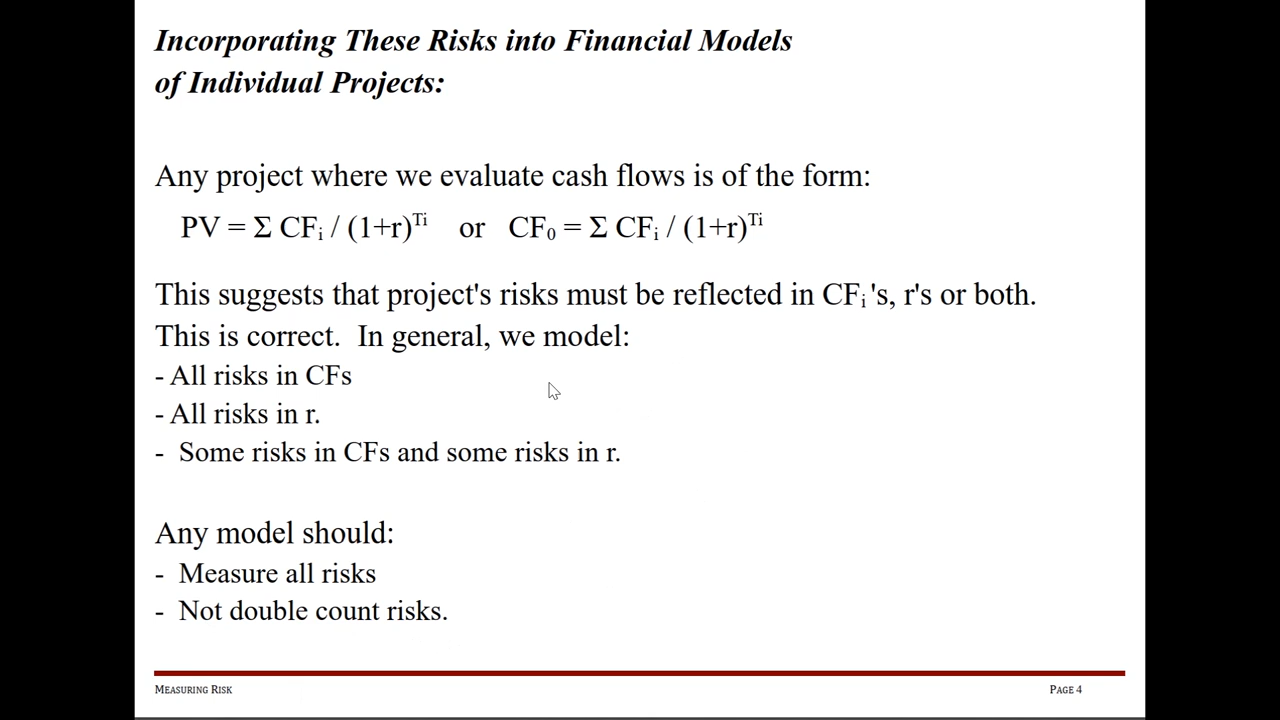 Incorporating These Risks into Financial Models
of Individual Projects:
Any project where we evaluate cash flows is of the form:
PV = Σ CFᵢ / (1+r)ᵀⁱ or CF₀ = Σ CFᵢ / (1+r)ᵀⁱ
This suggests that project's risks must be reflected in CFᵢ 's, r's or both.
This is correct. In general, we model:
- All risks in CFs
- All risks in r.
- Some risks in CFs and some risks in r.
Any model should:
- Measure all risks
- Not double count risks.
MEASURING RISK PAGE 4